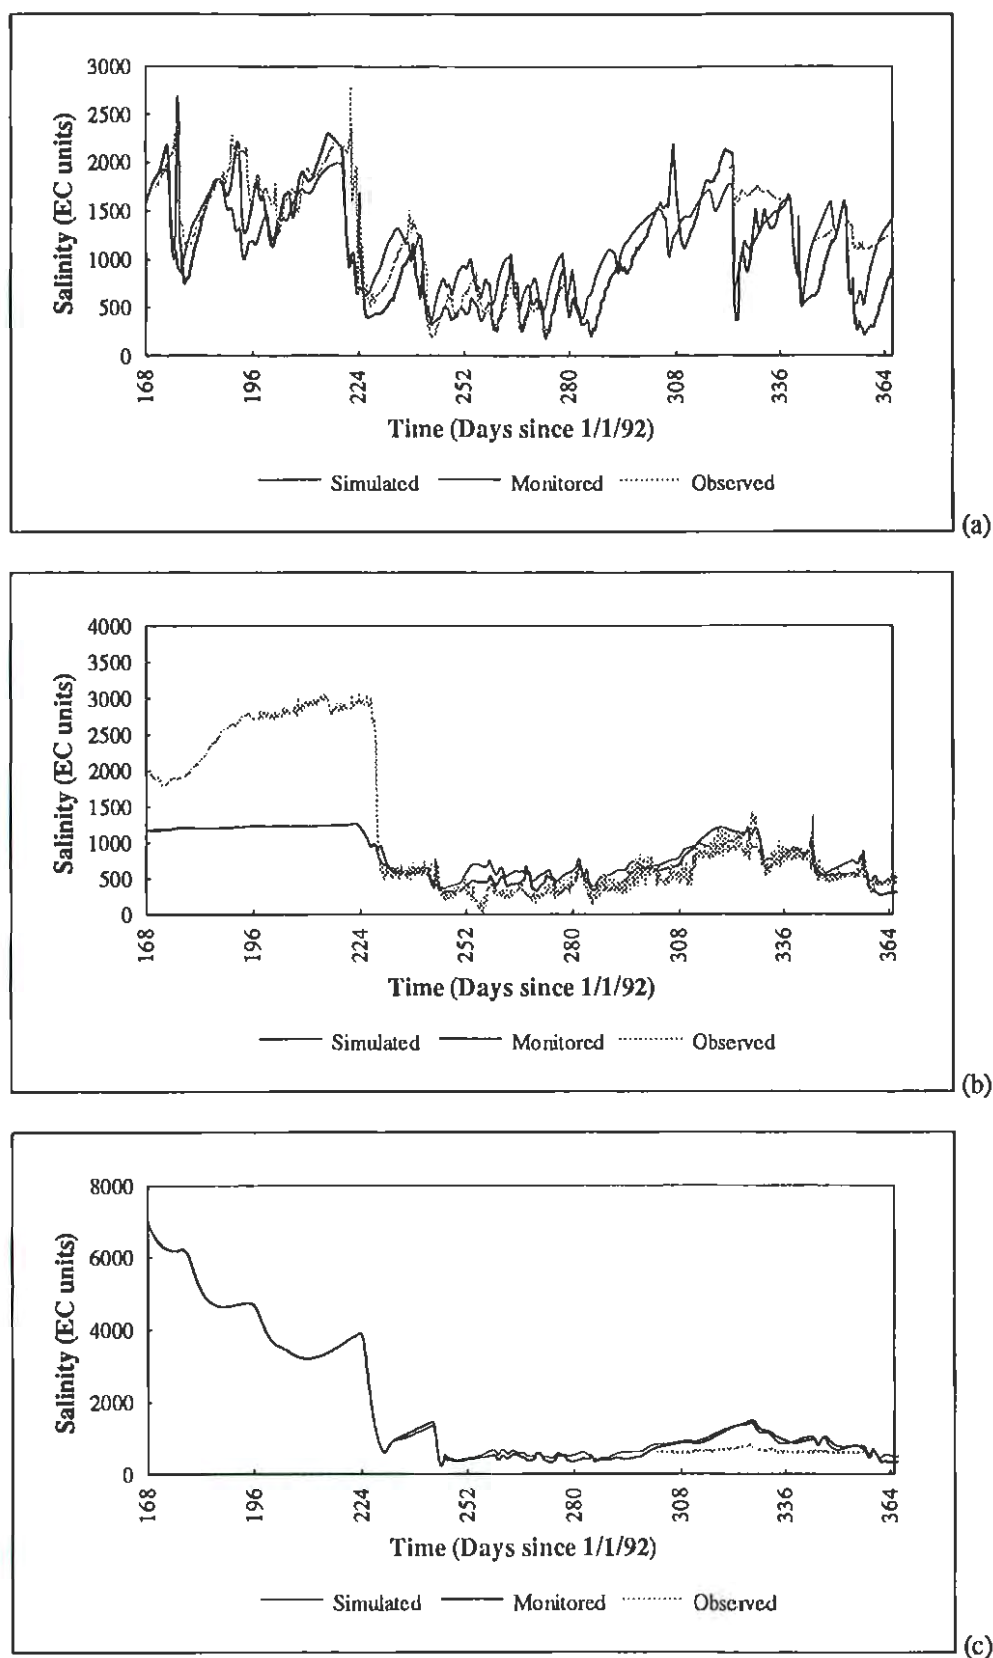 3000
2500
2000
1500
1000
500
0
Salinity (EC units)
168 196 224 252 280 308 336 364
Time (Days since 1/1/92)
Simulated Monitored Observed
(a)
4000
3500
3000
2500
2000
1500
1000
500
0
Salinity (EC units)
168 196 224 252 280 308 336 364
Time (Days since 1/1/92)
Simulated Monitored Observed
(b)
8000
6000
4000
2000
0
Salinity (EC units)
168 196 224 252 280 308 336 364
Time (Days since 1/1/92)
Simulated Monitored Observed
(c)